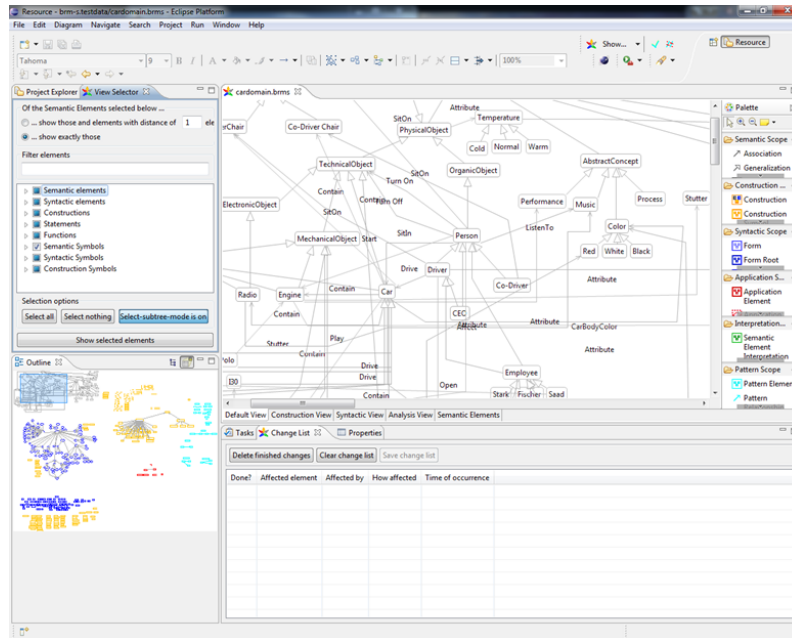 Resource - brm-s.testdata/cardomain.brms - Eclipse Platform
File Edit Diagram Navigate Search Project Run Window Help
Show...
Resource
Tahoma 9 B I A 100%
Project Explorer View Selector
Of the Semantic Elements selected below ...
... show those and elements with distance of 1 ele
... show exactly those
Filter elements
Semantic elements
Syntactic elements
Constructions
Statements
Functions
Semantic Symbols
Syntactic Symbols
Construction Symbols
Selection options
Select all Select nothing Select-subtree-mode is on
Show selected elements
Outline
cardomain.brms
Attribute
SitOn Temperature
erChair Co-Driver Chair PhysicalObject
Cold Normal Warm
TechnicalObject SitOn AbstractConcept
OrganicObject
Turn On
Contain Contain Turn Off
ElectronicObject Performance Music Process Stutter
SitOn
SitIn ListenTo Color
MechanicalObject Start Person
Red White Black
Drive Driver
Contain Co-Driver Attribute
Radio Engine Car
CEC
Contain Attribute Attribute CarBodyColor
Stutter Play Attribute
Polo Contain
Drive Employee
130 Drive
Contain Open Stark Fischer Saad
Default View Construction View Syntactic View Analysis View Semantic Elements
Palette
Semantic Scope
Association
Generalization
Construction ...
Construction
Construction
Syntactic Scope
Form
Form Root
Application S...
Application
Element
Interpretation...
Semantic
Element
Interpretation
Pattern Scope
Pattern Elemen
Pattern
Tasks Change List Properties
Delete finished changes Clear change list Save change list
Done? Affected element Affected by How affected Time of occurrence